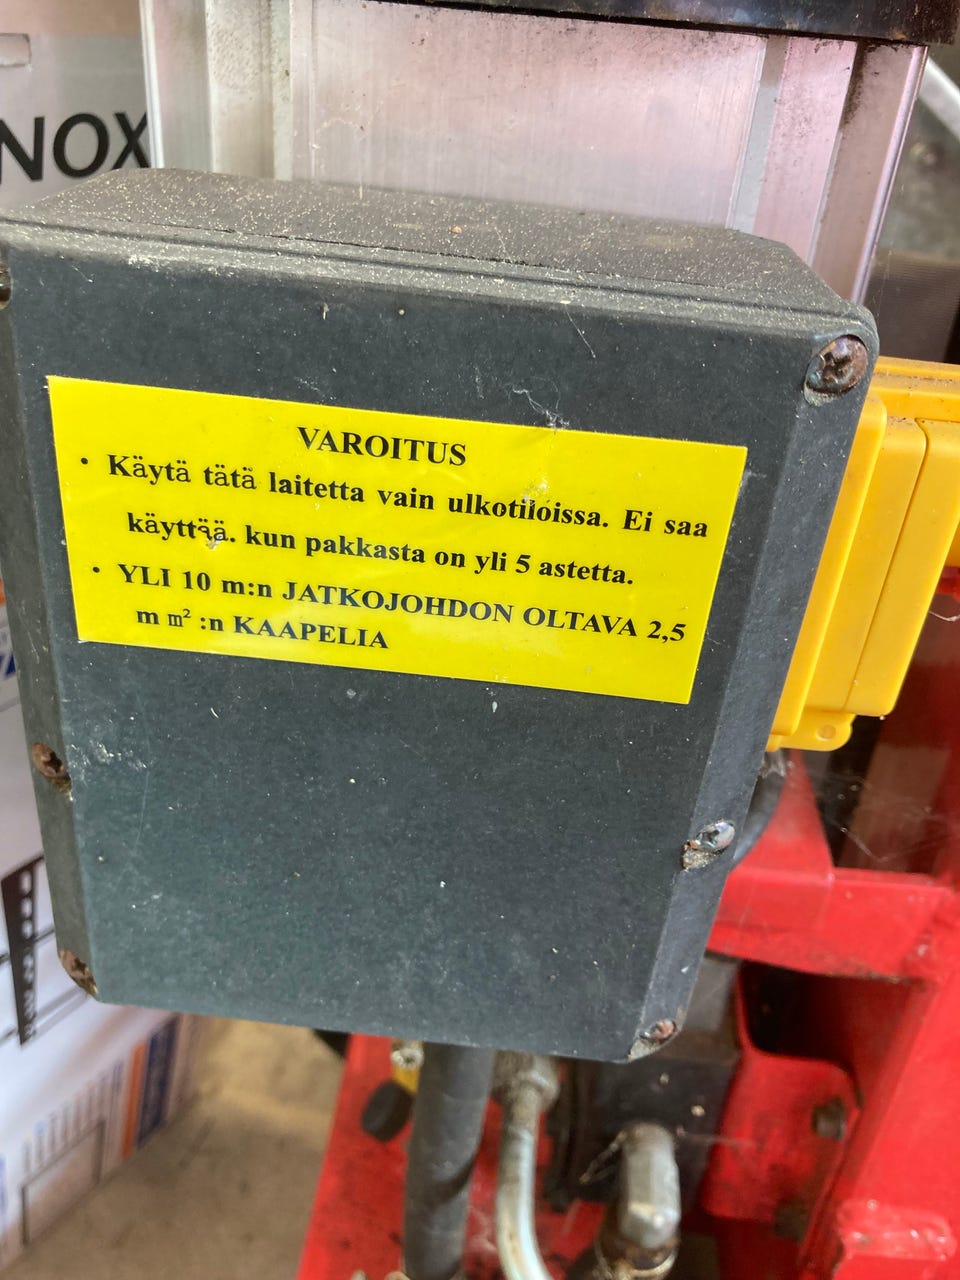 NOX
VAROITUS
• Käytä tätä laitetta vain ulkotiloissa. Ei saa
käyttää. kun pakkasta on yli 5 astetta.
• YLI 10 m:n JATKOJOHDON OLTAVA 2,5
m m² :n KAAPELIA